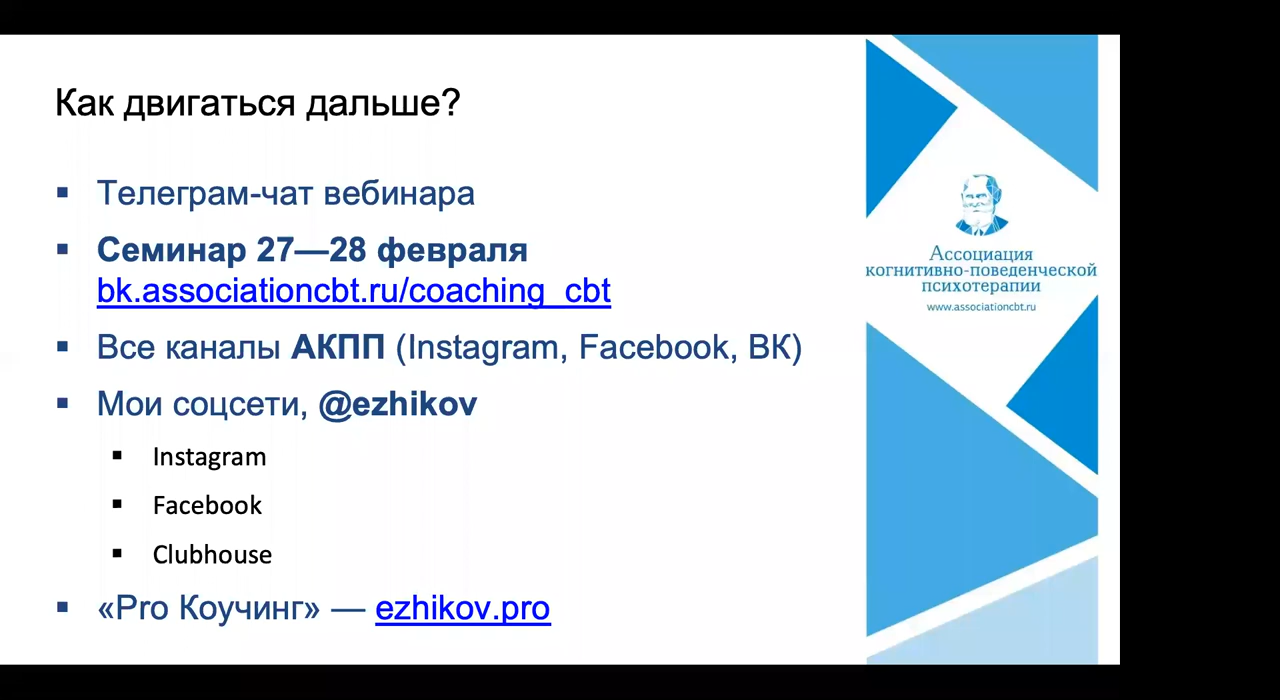 Как двигаться дальше?
▪ Телеграм-чат вебинара
▪ Семинар 27—28 февраля
bk.associationcbt.ru/coaching_cbt
▪ Все каналы АКПП (Instagram, Facebook, ВК)
▪ Мои соцсети, @ezhikov
▪ Instagram
▪ Facebook
▪ Clubhouse
▪ «Pro Коучинг» — ezhikov.pro
Ассоциация
когнитивно-поведенческой
психотерапии
www.associationcbt.ru